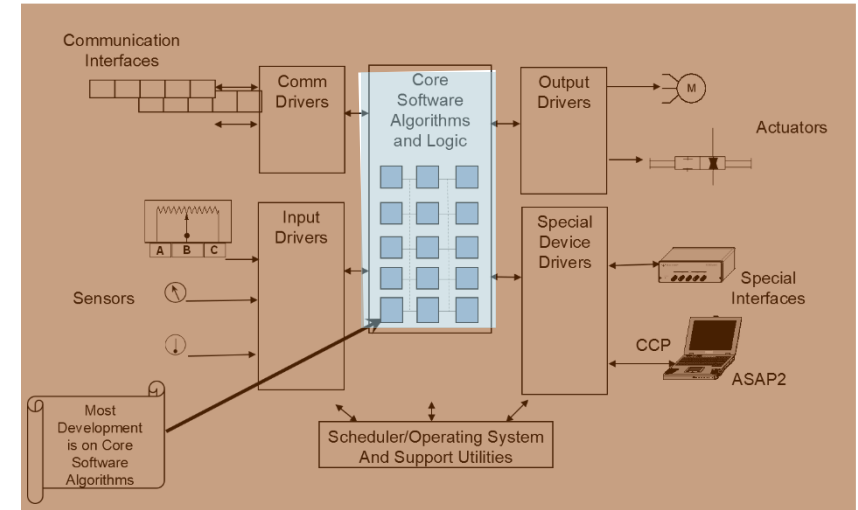 Communication
Interfaces
Comm
Drivers
Core
Software
Algorithms
and Logic
Output
Drivers
M
Actuators
A B C
Input
Drivers
Special
Device
Drivers
Sensors
Special
Interfaces
CCP
ASAP2
Most
Development
is on Core
Software
Algorithms
Scheduler/Operating System
And Support Utilities